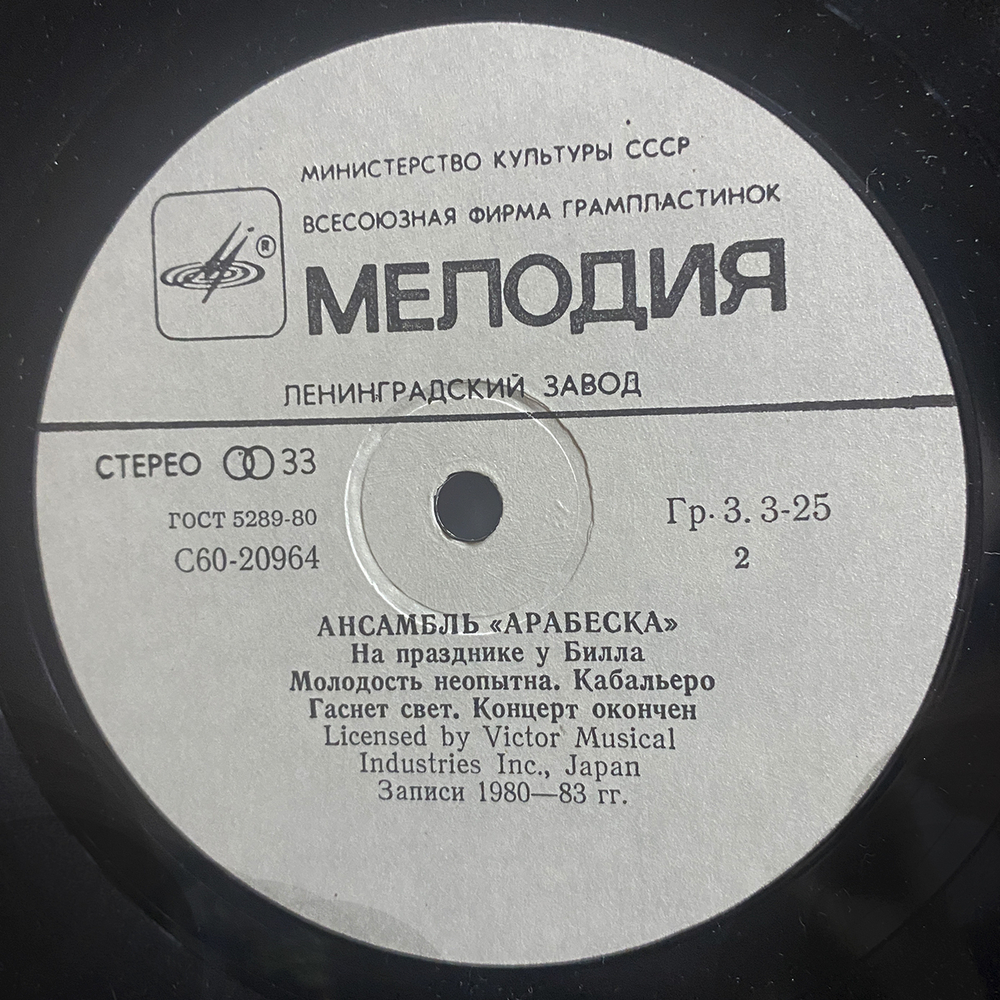 МИНИСТЕРСТВО КУЛЬТУРЫ СССР
ВСЕСОЮЗНАЯ ФИРМА ГРАМПЛАСТИНОК
®
МЕЛОДИЯ
ЛЕНИНГРАДСКИЙ ЗАВОД
СТЕРЕО 33
ГОСТ 5289-80
Гр. 3. 3-25
С60-20964
2
АНСАМБЛЬ «АРАБЕСКА»
На празднике у Билла
Молодость неопытна. Кабальеро
Гаснет свет. Концерт окончен
Licensed by Victor Musical
Industries Inc., Japan
Записи 1980—83 гг.